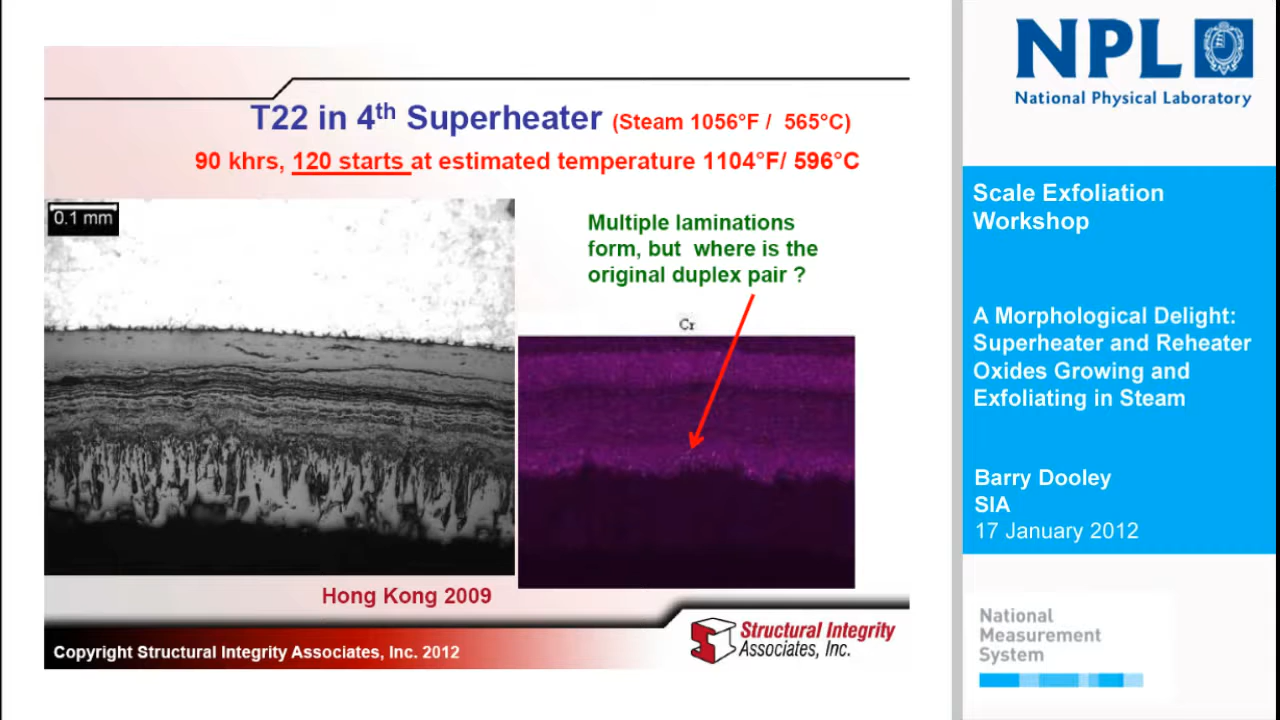 T22 in 4th Superheater (Steam 1056°F / 565°C)
90 khrs, 120 starts at estimated temperature 1104°F/ 596°C
0.1 mm
Multiple laminations
form, but where is the
original duplex pair ?
Cr
Hong Kong 2009
Copyright Structural Integrity Associates, Inc. 2012
Structural Integrity
Associates, Inc.
NPL
National Physical Laboratory
Scale Exfoliation
Workshop
A Morphological Delight:
Superheater and Reheater
Oxides Growing and
Exfoliating in Steam
Barry Dooley
SIA
17 January 2012
National
Measurement
System